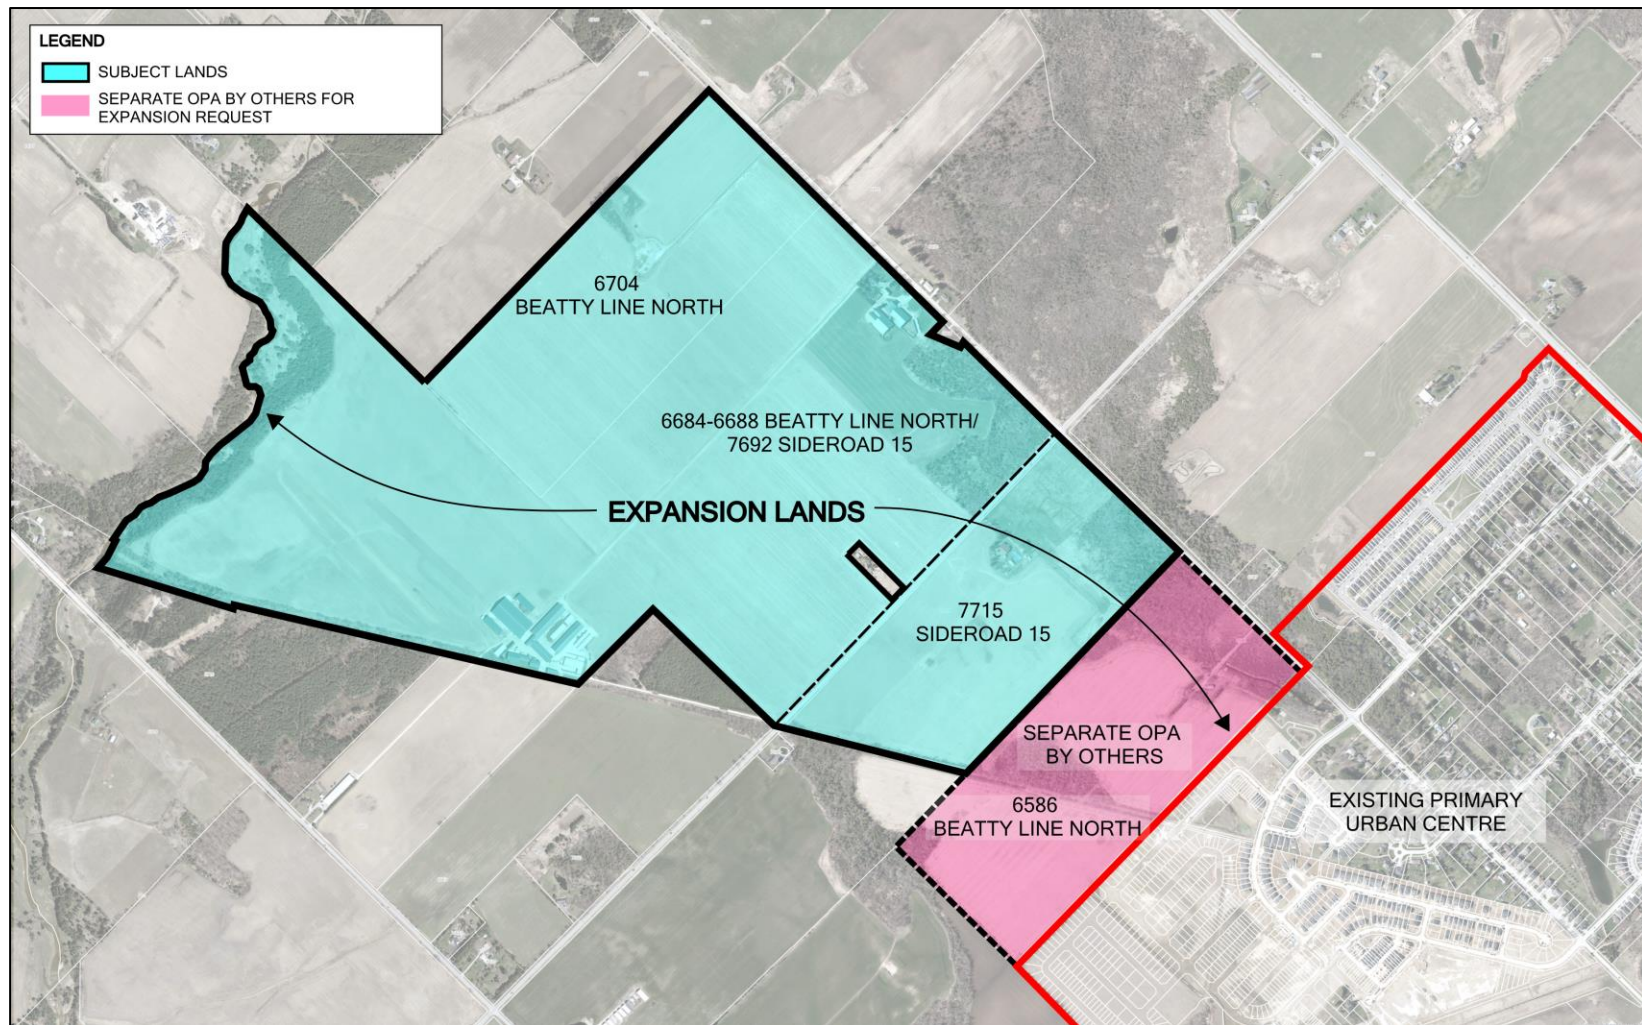 LEGEND
SUBJECT LANDS
SEPARATE OPA BY OTHERS FOR
EXPANSION REQUEST
6704
BEATTY LINE NORTH
6684-6688 BEATTY LINE NORTH/
7692 SIDEROAD 15
EXPANSION LANDS
7715
SIDEROAD 15
SEPARATE OPA
BY OTHERS
6586
BEATTY LINE NORTH
EXISTING PRIMARY
URBAN CENTRE